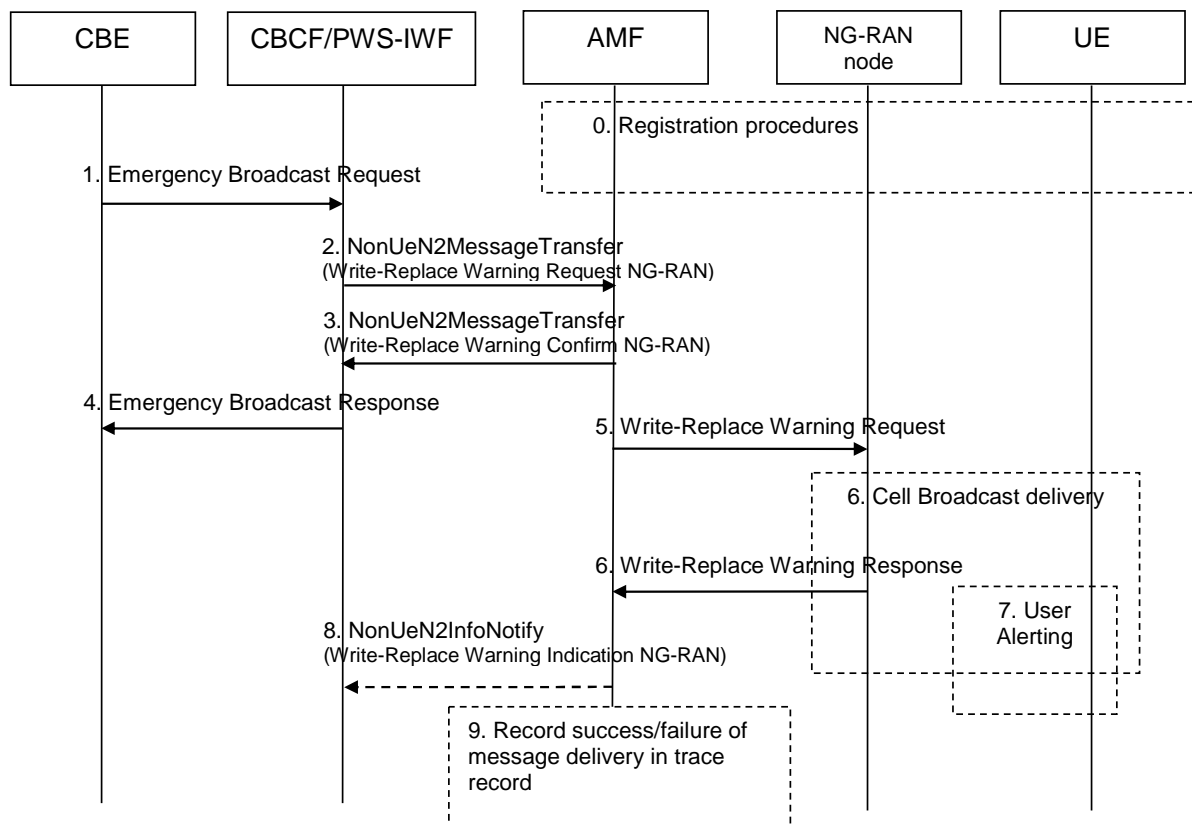 CBE
CBCF/PWS-IWF
AMF
NG-RAN
node
UE
0. Registration procedures
1. Emergency Broadcast Request
2. NonUeN2MessageTransfer
(Write-Replace Warning Request NG-RAN)
3. NonUeN2MessageTransfer
(Write-Replace Warning Confirm NG-RAN)
4. Emergency Broadcast Response
5. Write-Replace Warning Request
6. Cell Broadcast delivery
6. Write-Replace Warning Response
7. User
Alerting
8. NonUeN2InfoNotify
(Write-Replace Warning Indication NG-RAN)
9. Record success/failure of
message delivery in trace
record